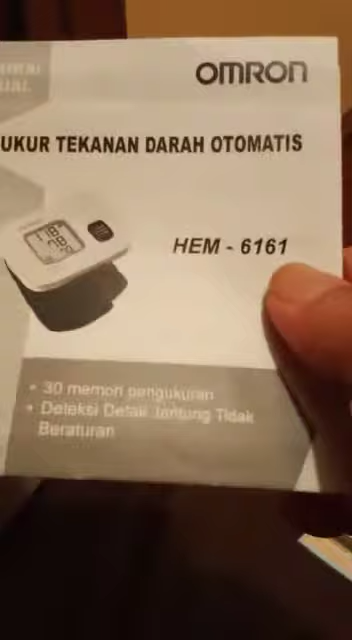 OMRON
UKUR TEKANAN DARAH OTOMATIS
HEM - 6161
• 30 memori pengukuran
• Deteksi Detak Jantung Tidak
Beraturan